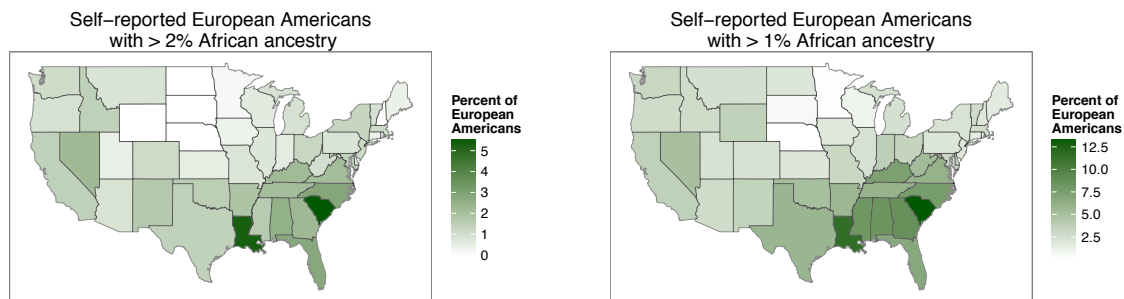 Self−reported European Americans
with > 2% African ancestry
Percent of
European
Americans
5
4
3
2
1
0
Self−reported European Americans
with > 1% African ancestry
Percent of
European
Americans
12.5
10.0
7.5
5.0
2.5